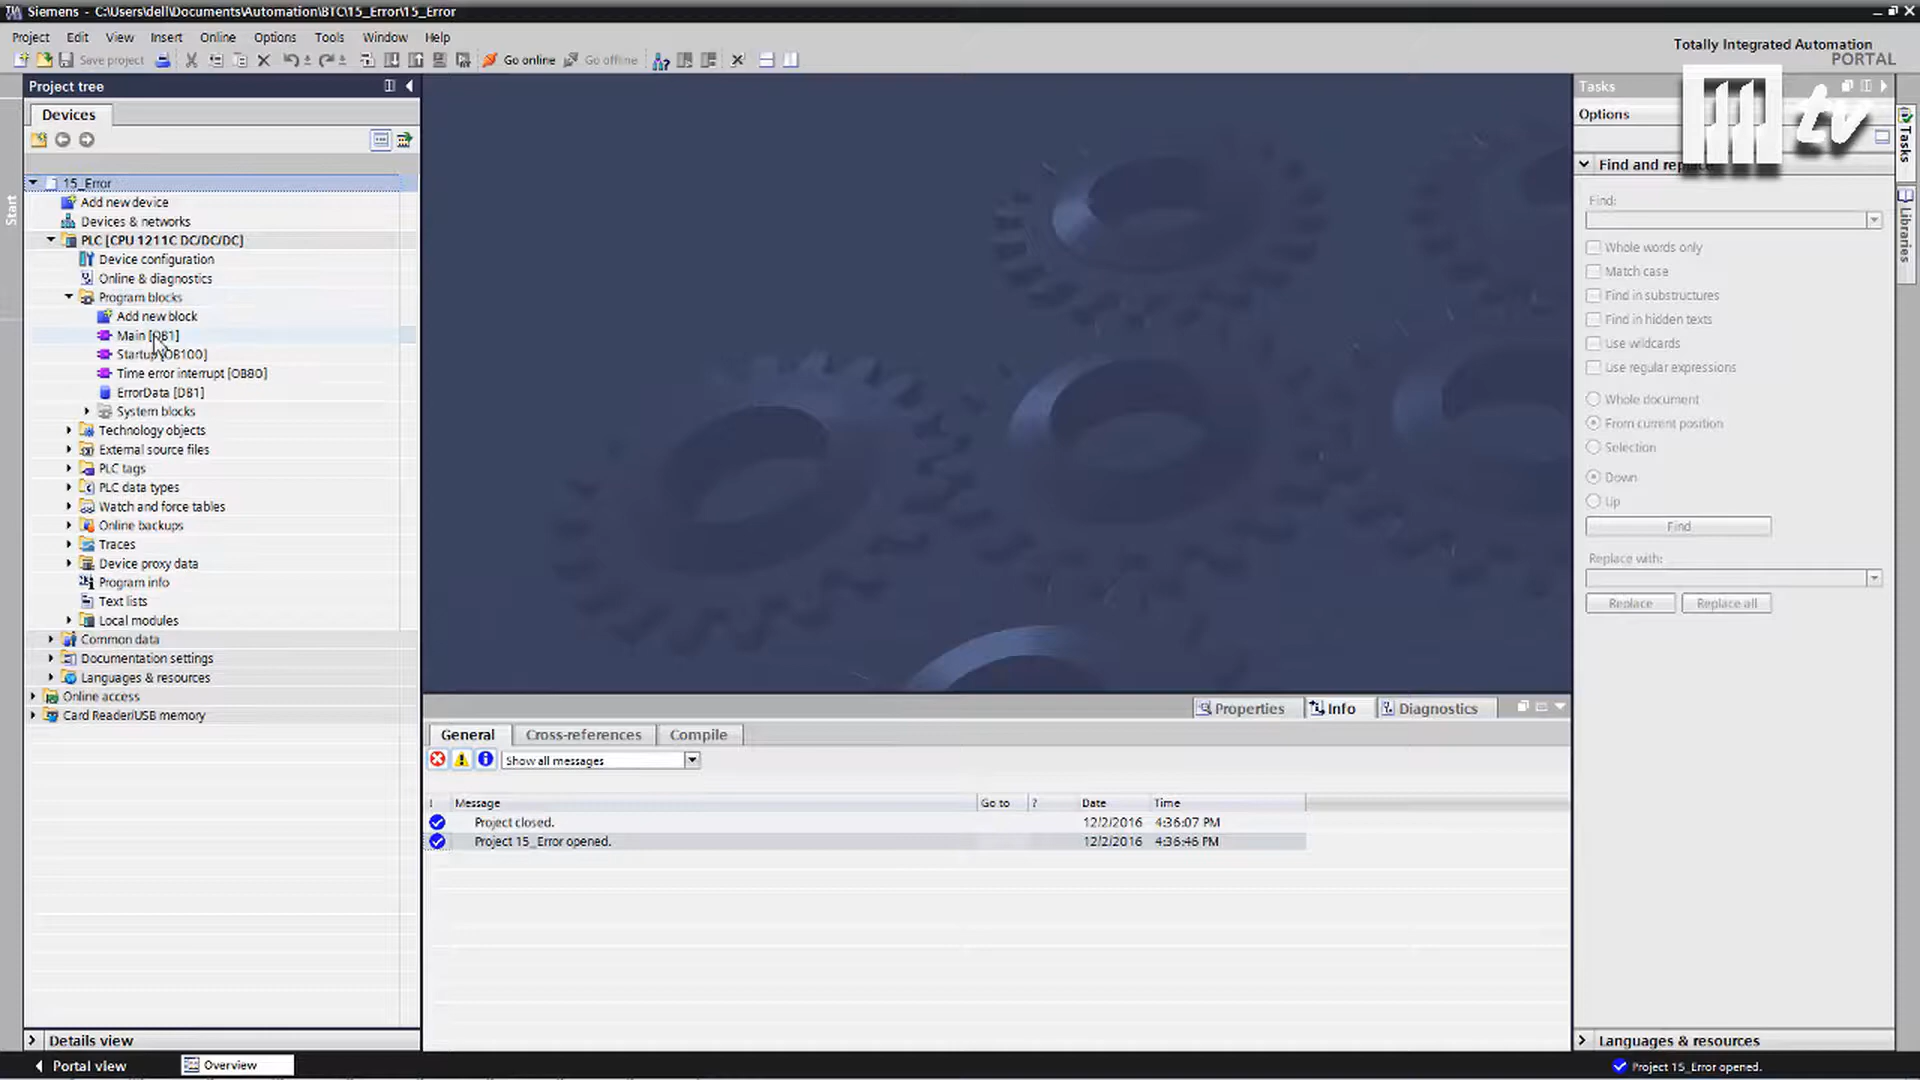 Siemens - C:\Users\dell\Documents\Automation\BTC\15_Error\15_Error
Project Edit View Insert Online Options Tools Window Help
Totally Integrated Automation
PORTAL
Save project Go online Go offline
Project tree
Devices
Start
15_Error
Add new device
Devices & networks
PLC [CPU 1211C DC/DC/DC]
Device configuration
Online & diagnostics
Program blocks
Add new block
Main [OB1]
Startup [OB100]
Time error interrupt [OB80]
ErrorData [DB1]
System blocks
Technology objects
External source files
PLC tags
PLC data types
Watch and force tables
Online backups
Traces
Device proxy data
Program info
Text lists
Local modules
Common data
Documentation settings
Languages & resources
Online access
Card Reader/USB memory
Details view
Portal view
Overview
Properties Info Diagnostics
General Cross-references Compile
Show all messages
! Message Go to ? Date Time
Project closed. 12/2/2016 4:36:07 PM
Project 15_Error opened. 12/2/2016 4:36:46 PM
Tasks
Options
tv
Find and replace
Find:
Whole words only
Match case
Find in substructures
Find in hidden texts
Use wildcards
Use regular expressions
Whole document
From current position
Selection
Down
Up
Find
Replace with:
Replace Replace all
Languages & resources
Tasks
Libraries
Project 15_Error opened.